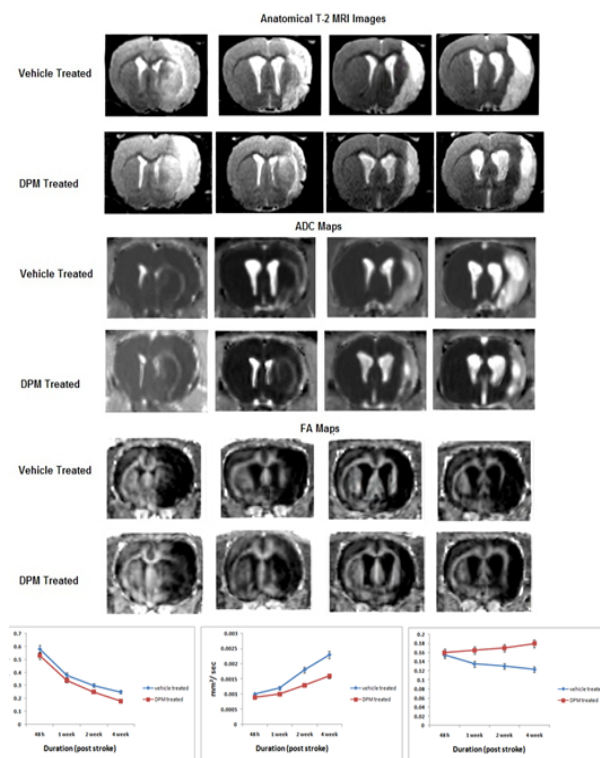 Anatomical T-2 MRI Images
Vehicle Treated
DPM Treated
ADC Maps
Vehicle Treated
DPM Treated
FA Maps
Vehicle Treated
DPM Treated
0.7
0.6
0.5
0.4
0.3
0.2
0.1
0
48h 1 week 2 week 4 week
Duration (post stroke)
vehicle treated
DPM treated
mm²/ sec
0.003
0.0025
0.002
0.0015
0.001
0.0005
0
48h 1 week 2 week 4 week
Duration (post stroke)
vehicle treated
DPM treated
0.2
0.18
0.16
0.14
0.12
0.1
0.08
0.06
0.04
0.02
0
48h 1 week 2 week 4 week
Duration (post stroke)
vehicle treated
DPM treated